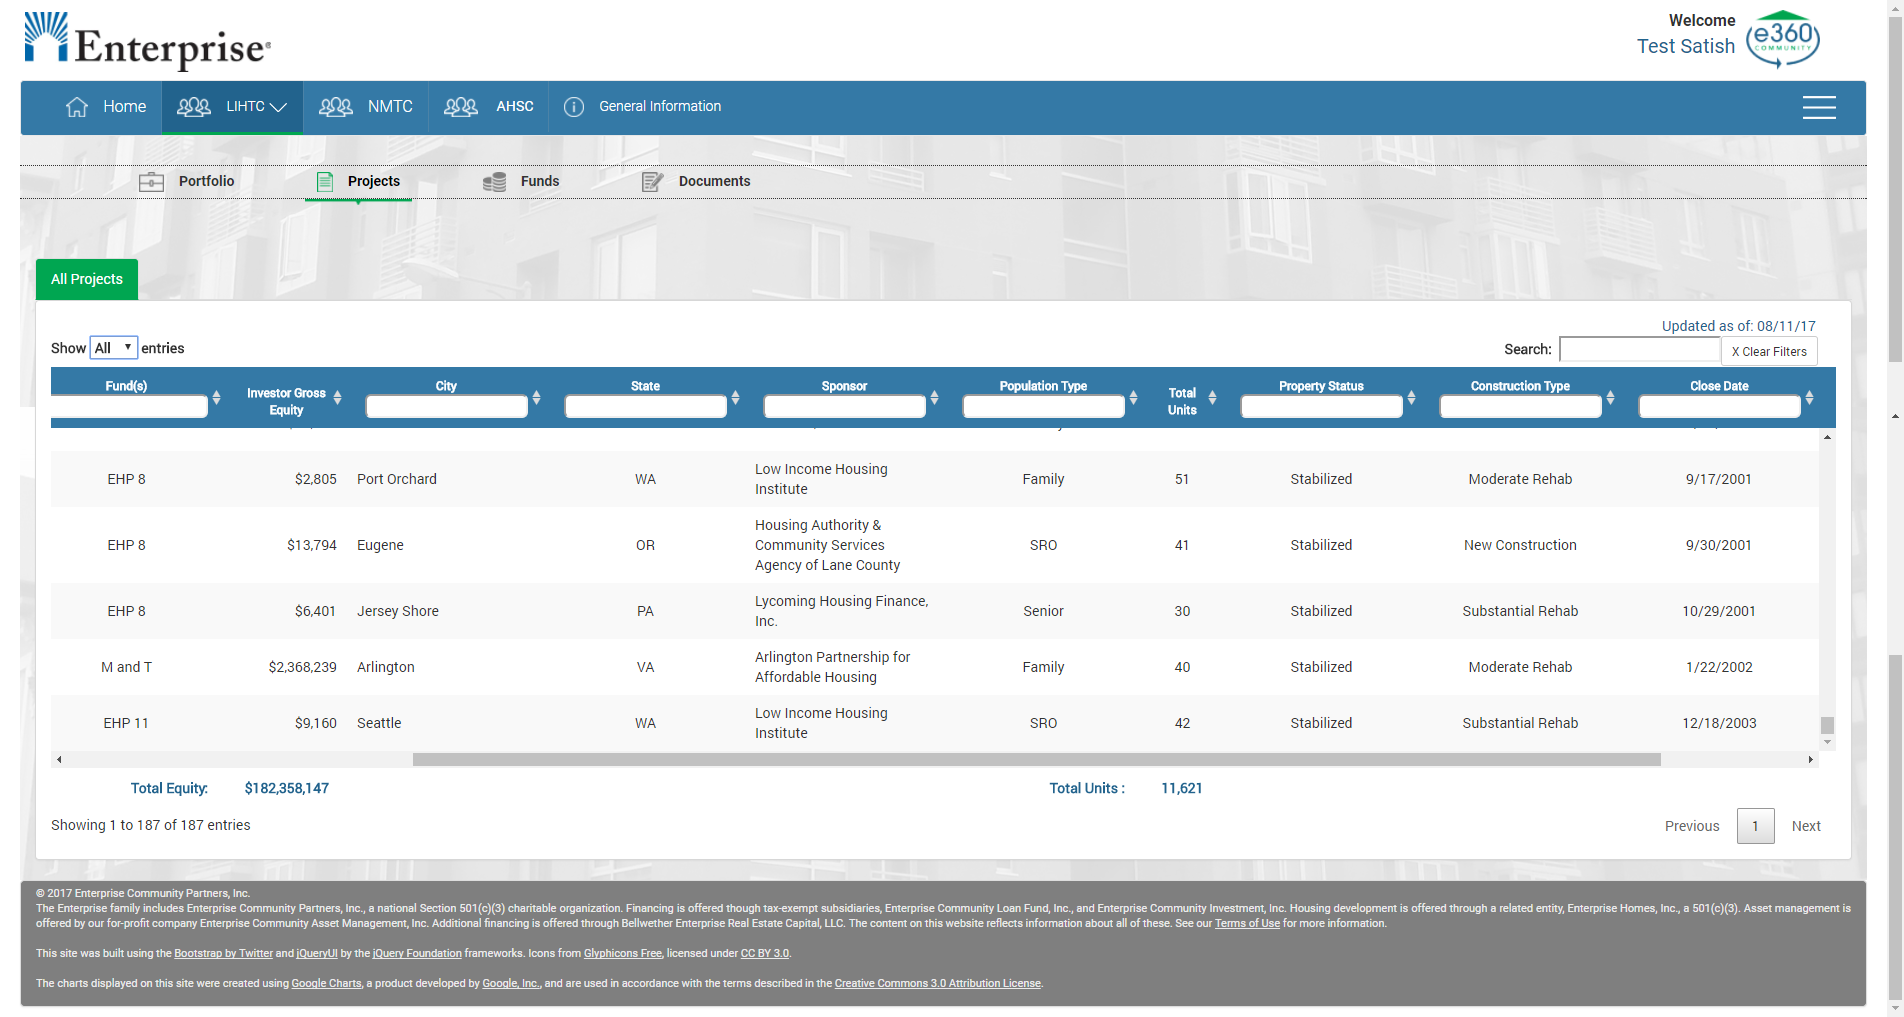 Enterprise®
Welcome
Test Satish
e360
COMMUNITY
Home
LIHTC
NMTC
AHSC
General Information
Portfolio
Projects
Funds
Documents
All Projects
Updated as of: 08/11/17
Show All entries
Search:
X Clear Filters
Fund(s) Investor Gross Equity City State Sponsor Population Type Total Units Property Status Construction Type Close Date
EHP 8 $2,805 Port Orchard WA Low Income Housing Institute Family 51 Stabilized Moderate Rehab 9/17/2001
EHP 8 $13,794 Eugene OR Housing Authority & Community Services Agency of Lane County SRO 41 Stabilized New Construction 9/30/2001
EHP 8 $6,401 Jersey Shore PA Lycoming Housing Finance, Inc. Senior 30 Stabilized Substantial Rehab 10/29/2001
M and T $2,368,239 Arlington VA Arlington Partnership for Affordable Housing Family 40 Stabilized Moderate Rehab 1/22/2002
EHP 11 $9,160 Seattle WA Low Income Housing Institute SRO 42 Stabilized Substantial Rehab 12/18/2003
Total Equity: $182,358,147 Total Units : 11,621
Showing 1 to 187 of 187 entries
Previous 1 Next
© 2017 Enterprise Community Partners, Inc.
The Enterprise family includes Enterprise Community Partners, Inc., a national Section 501(c)(3) charitable organization. Financing is offered though tax-exempt subsidiaries, Enterprise Community Loan Fund, Inc., and Enterprise Community Investment, Inc. Housing development is offered through a related entity, Enterprise Homes, Inc., a 501(c)(3). Asset management is
offered by our for-profit company Enterprise Community Asset Management, Inc. Additional financing is offered through Bellwether Enterprise Real Estate Capital, LLC. The content on this website reflects information about all of these. See our Terms of Use for more information.
This site was built using the Bootstrap by Twitter and jQueryUI by the jQuery Foundation frameworks. Icons from Glyphicons Free, licensed under CC BY 3.0.
The charts displayed on this site were created using Google Charts, a product developed by Google, Inc., and are used in accordance with the terms described in the Creative Commons 3.0 Attribution License.